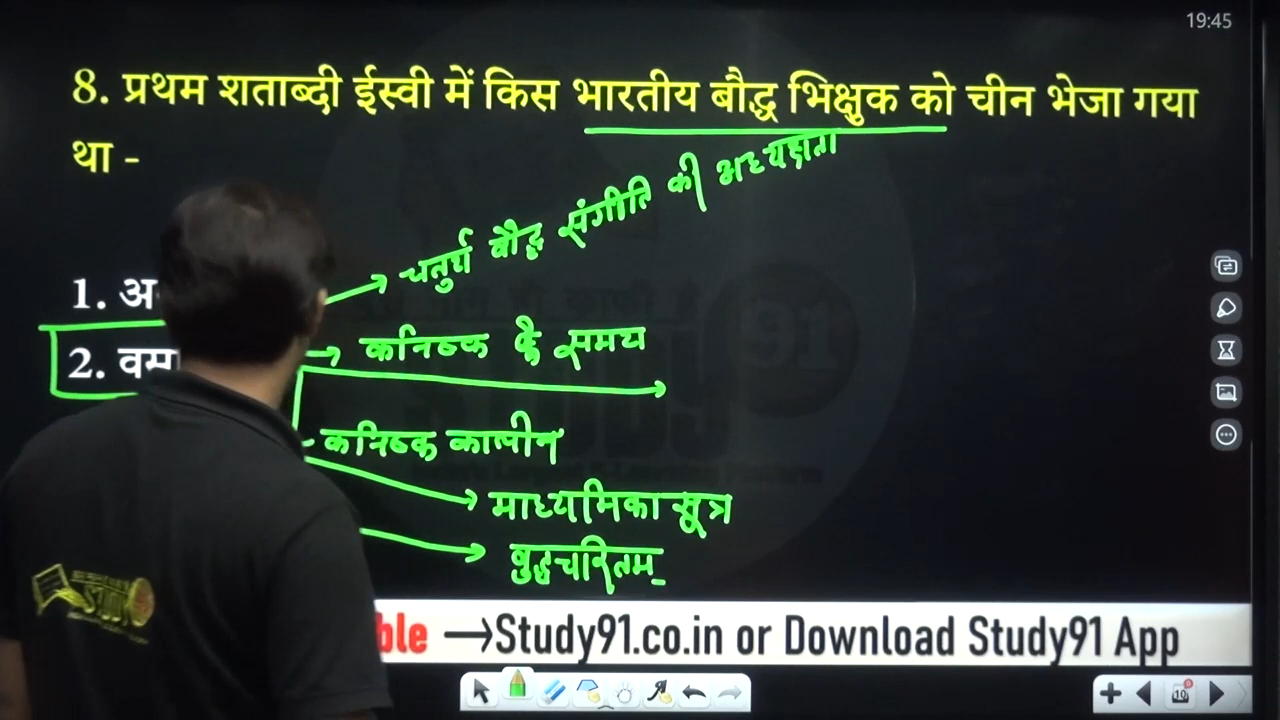 19:45
8. प्रथम शताब्दी ईस्वी में किस भारतीय बौद्ध भिक्षुक को चीन भेजा गया
था -
चतुर्थ बौद्ध संगीति की अध्यक्षता
1.
2.
कनिष्क के समय
कनिष्क कालीन
माध्यमिका सूत्र
बुद्धचरितम्
→Study91.co.in or Download Study91 App